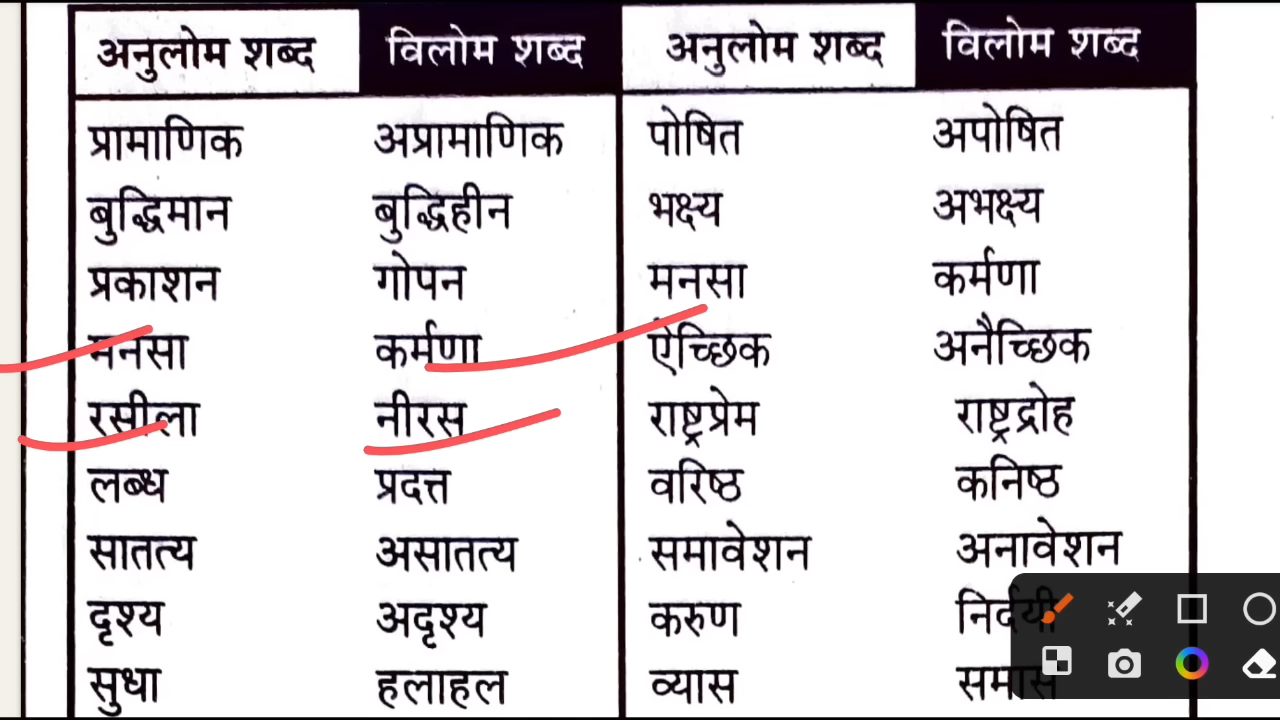 अनुलोम शब्द विलोम शब्द अनुलोम शब्द विलोम शब्द
प्रामाणिक अप्रामाणिक पोषित अपोषित
बुद्धिमान बुद्धिहीन भक्ष्य अभक्ष्य
प्रकाशन गोपन मनसा कर्मणा
मनसा कर्मणा ऐच्छिक अनैच्छिक
रसीला नीरस राष्ट्रप्रेम राष्ट्रद्रोह
लब्ध प्रदत्त वरिष्ठ कनिष्ठ
सातत्य असातत्य समावेशन अनावेशन
दृश्य अदृश्य करुण निर्दयी
सुधा हलाहल व्यास समास